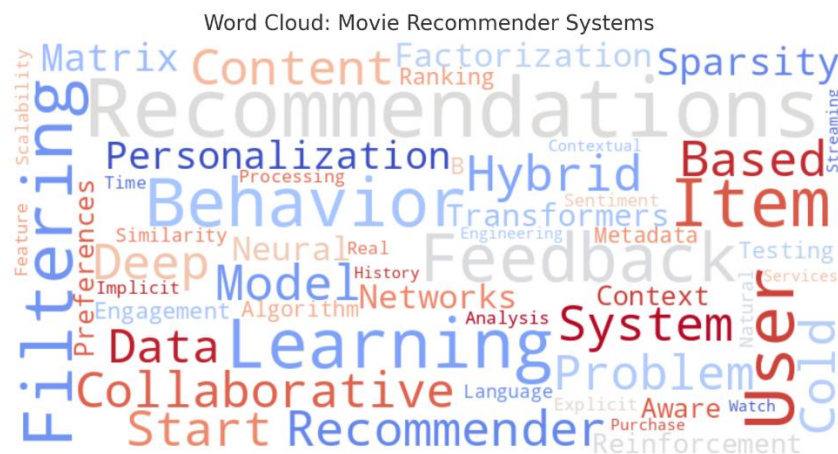 Word Cloud: Movie Recommender Systems
Matrix
Content
Factorization
Sparsity
Ranking
Scalability
Recommendations
Streaming
Filtering
Personalization
B
Contextual
Hybrid
Based
Time
Processing
Behavior
Sentiment
Item
Transformers
Preferences
Feature
Similarity
Neural
Real
Engineering
Metadata
Feedback
Testing
Deep
Implicit
Model
History
Networks
Context
Natural
Services
User
Cold
Engagement
Algorithm
Analysis
System
Data
Learning
Problem
Collaborative
Language
Explicit
Aware
Watch
Start
Recommender
Purchase
Reinforcement